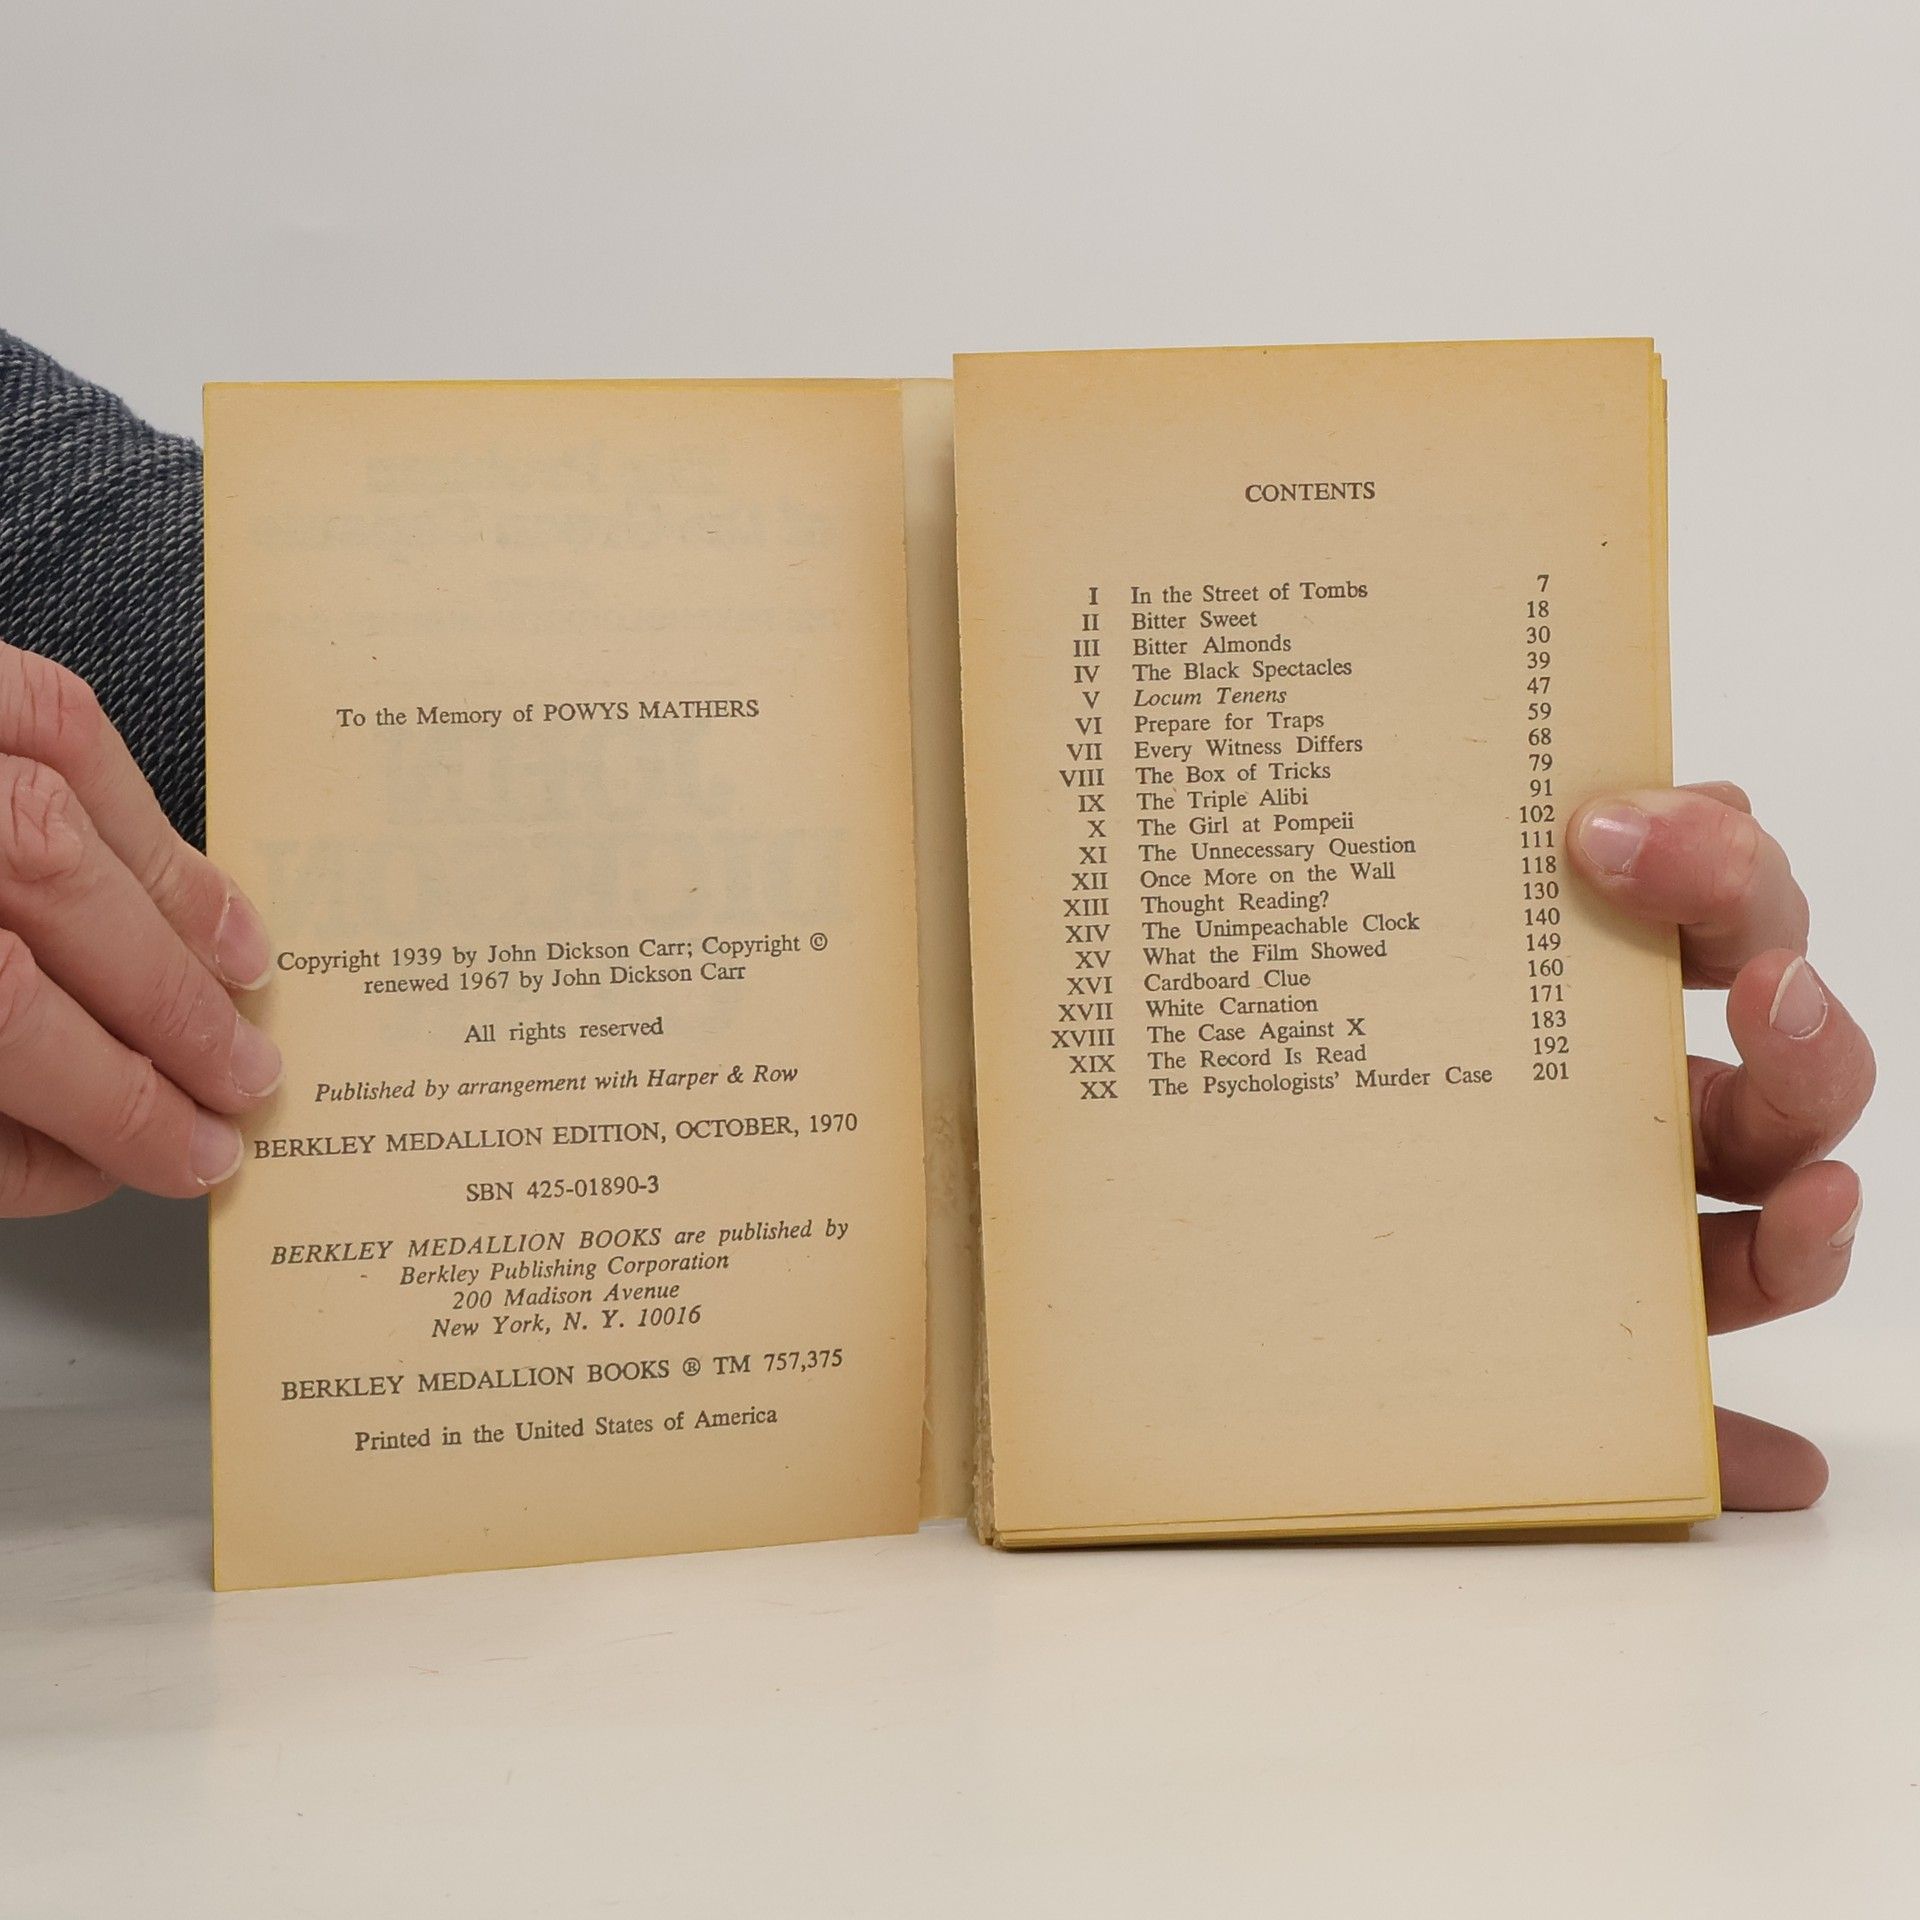 To the Memory of POWYS MATHERS
Copyright 1939 by John Dickson Carr; Copyright ©
renewed 1967 by John Dickson Carr
All rights reserved
Published by arrangement with Harper & Row
BERKLEY MEDALLION EDITION, OCTOBER, 1970
SBN 425-01890-3
BERKLEY MEDALLION BOOKS are published by
Berkley Publishing Corporation
200 Madison Avenue
New York, N. Y. 10016
BERKLEY MEDALLION BOOKS ® TM 757,375
Printed in the United States of America
CONTENTS
I In the Street of Tombs 7
II Bitter Sweet 18
III Bitter Almonds 30
IV The Black Spectacles 39
V Locum Tenens 47
VI Prepare for Traps 59
VII Every Witness Differs 68
VIII The Box of Tricks 79
IX The Triple Alibi 91
X The Girl at Pompeii 102
XI The Unnecessary Question 111
XII Once More on the Wall 118
XIII Thought Reading? 130
XIV The Unimpeachable Clock 140
XV What the Film Showed 149
XVI Cardboard Clue 160
XVII White Carnation 171
XVIII The Case Against X 183
XIX The Record Is Read 192
XX The Psychologists' Murder Case 201